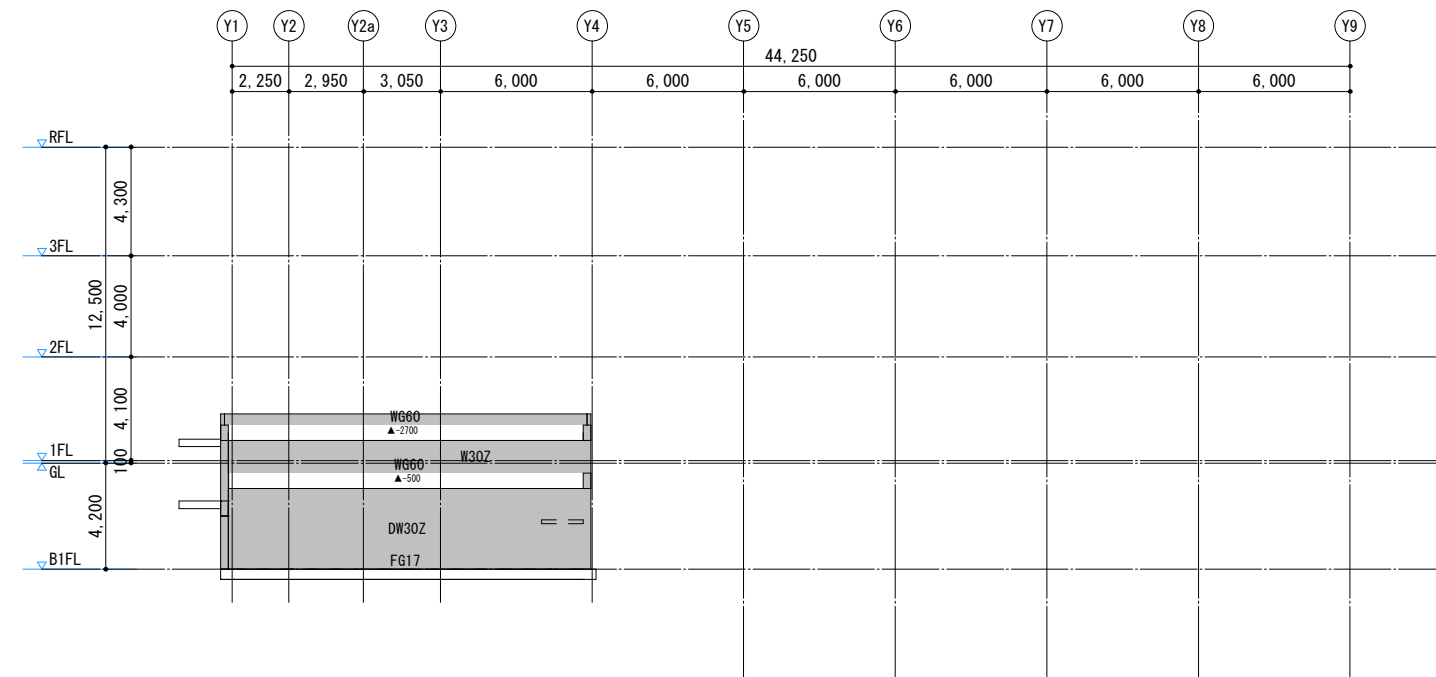 Y1 Y2 Y2a Y3 Y4 Y5 Y6 Y7 Y8 Y9
44,250
2,250 2,950 3,050 6,000 6,000 6,000 6,000 6,000 6,000
RFL
4,300
3FL
12,500
4,000
2FL
4,100
WG60
▲-2700
1FL
W30Z
100
WG60
GL
▲-500
4,200
DW30Z
B1FL
FG17